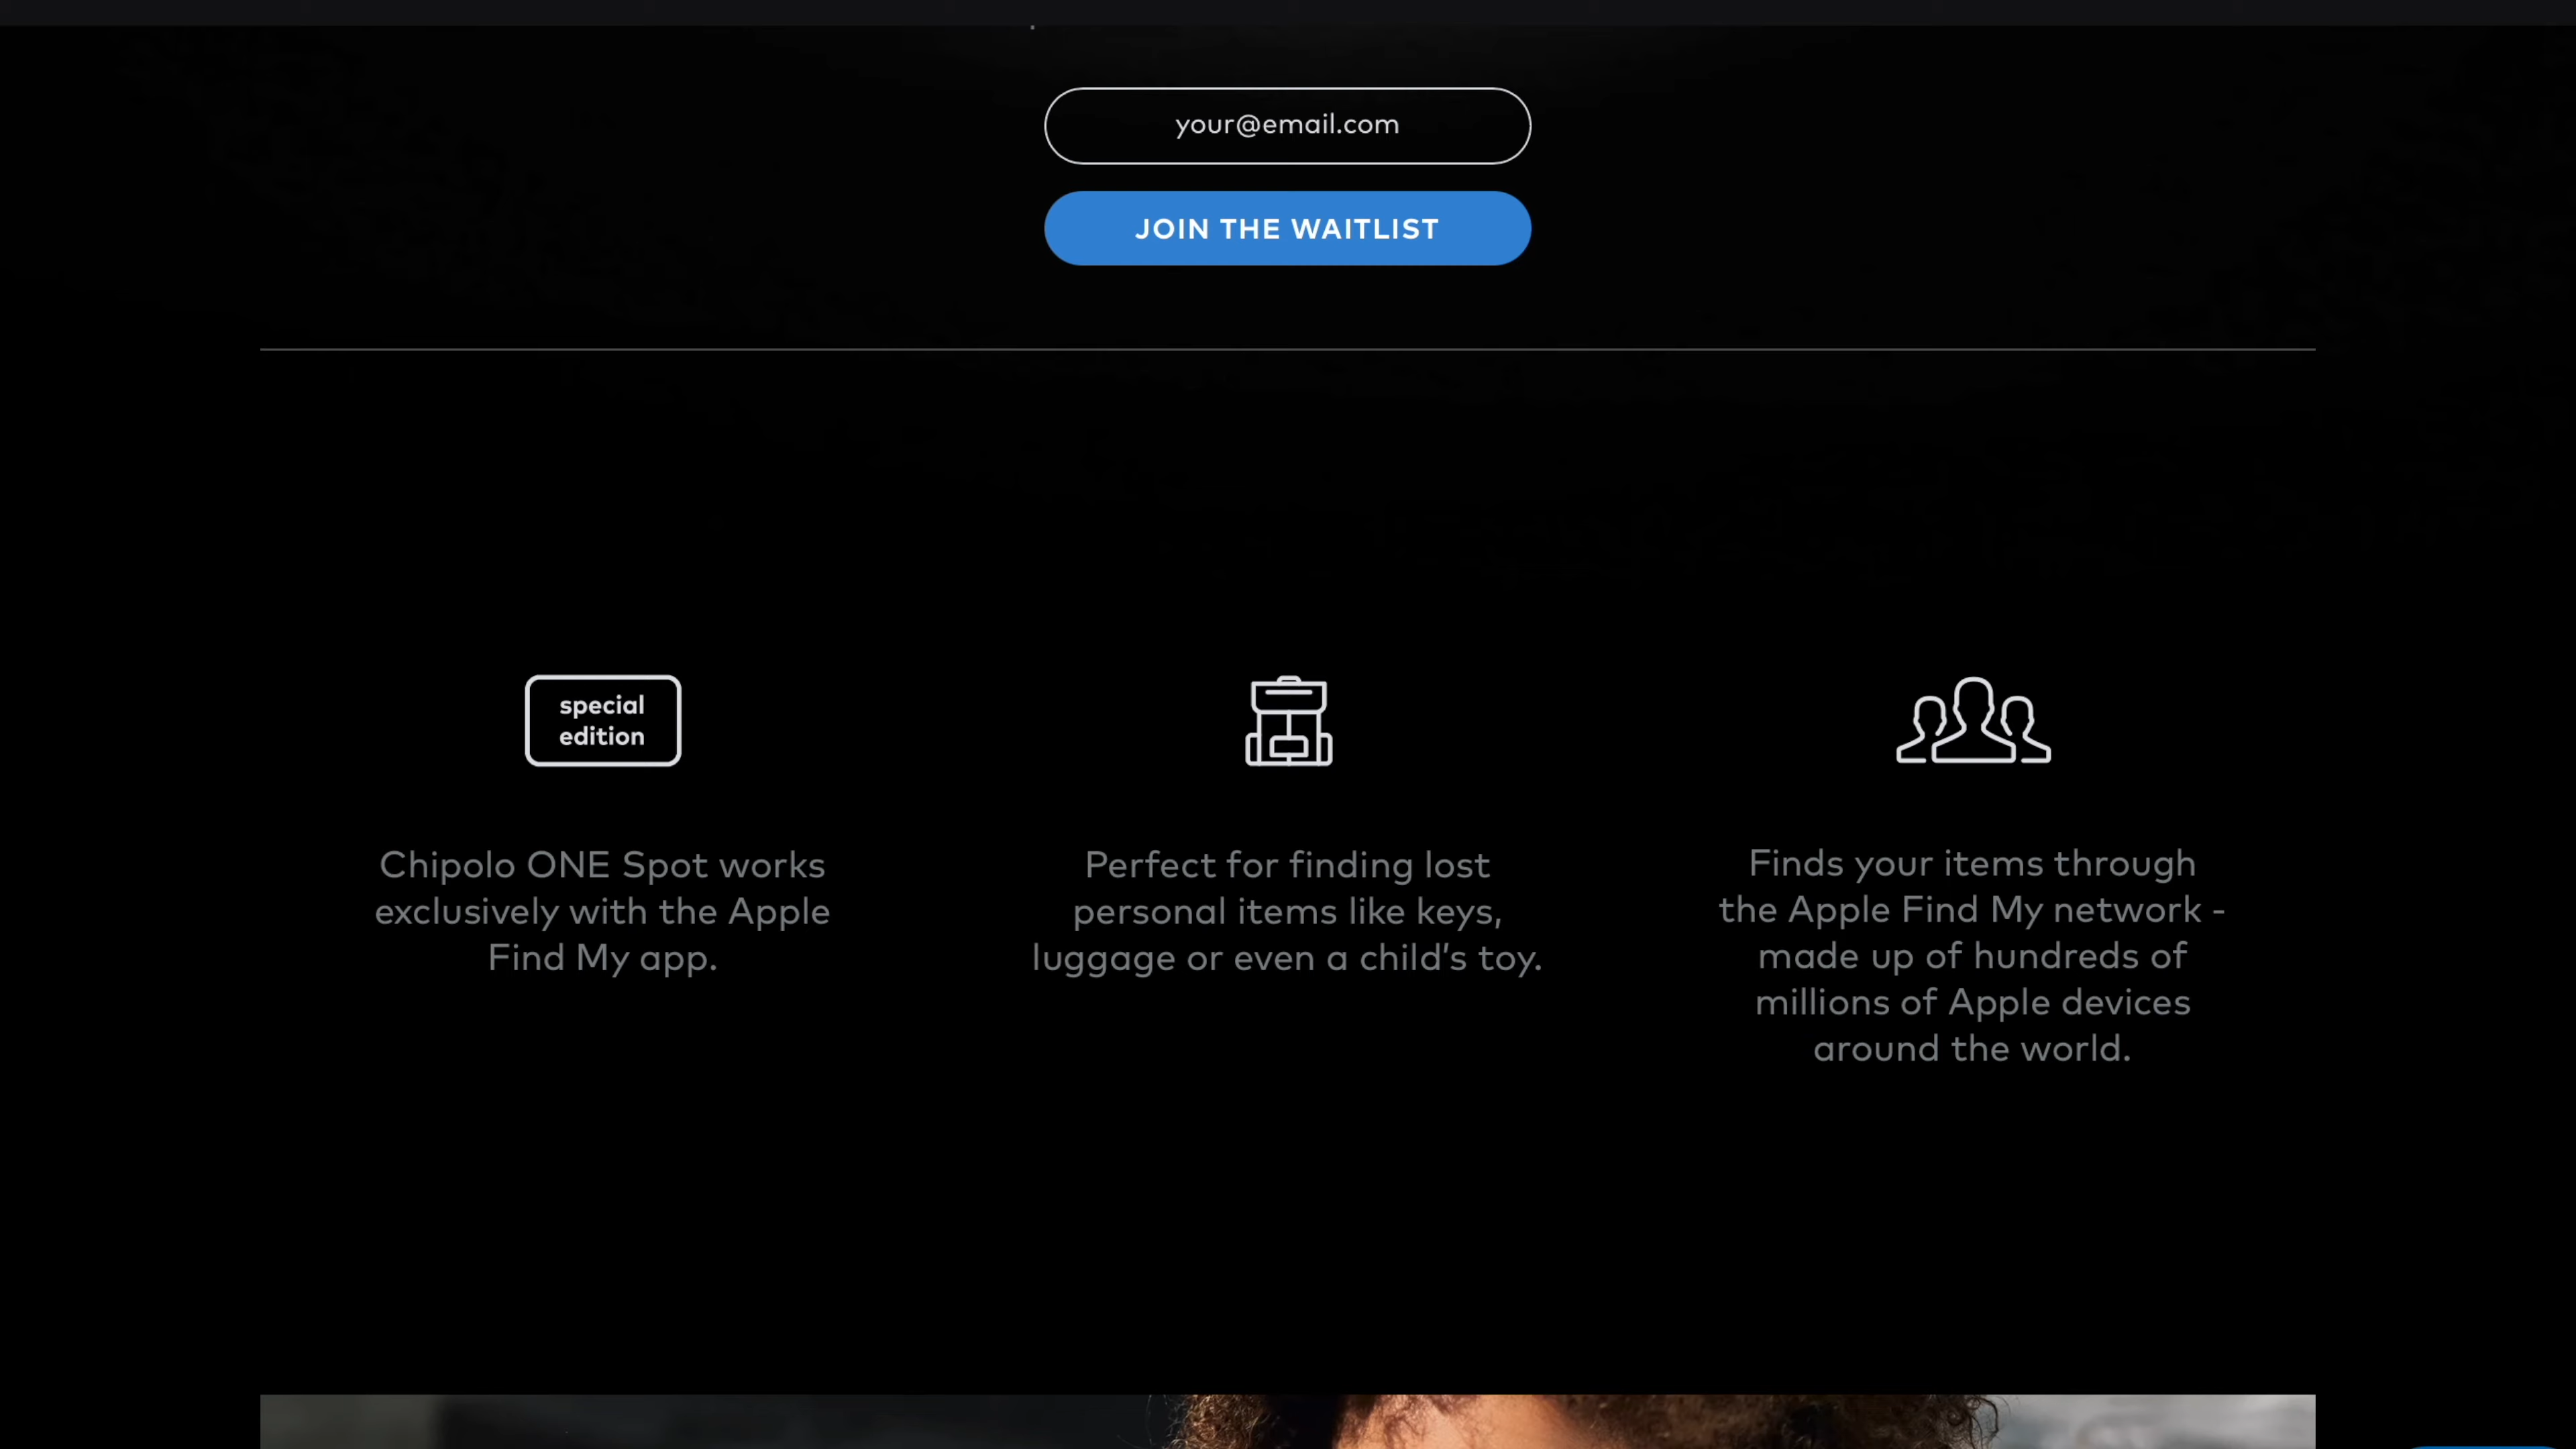 your@email.com
JOIN THE WAITLIST
special
edition
Chipolo ONE Spot works
exclusively with the Apple
Find My app.
Perfect for finding lost
personal items like keys,
luggage or even a child’s toy.
Finds your items through
the Apple Find My network -
made up of hundreds of
millions of Apple devices
around the world.